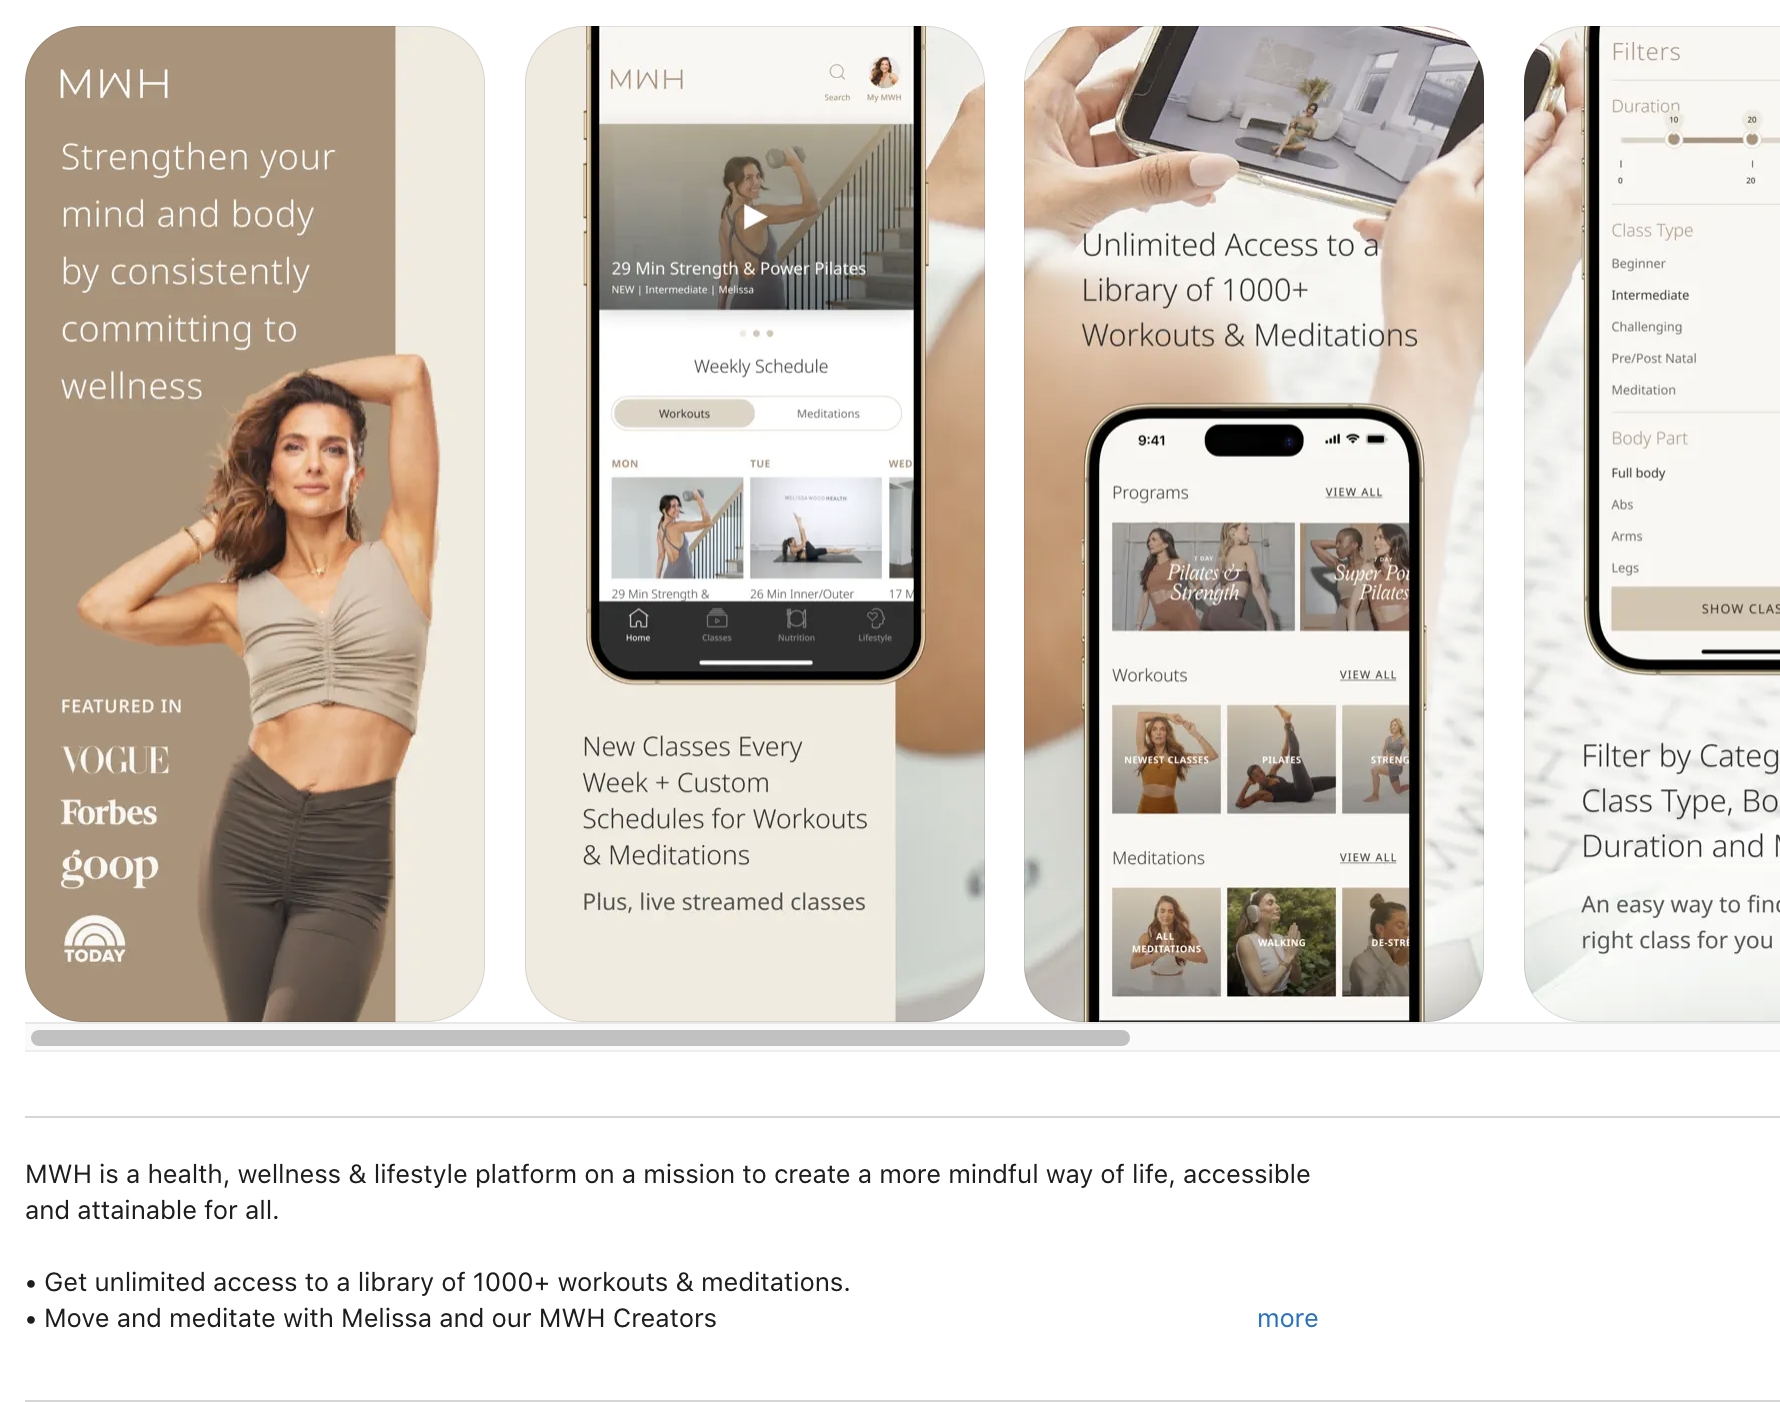 MWH
Strengthen your
mind and body
by consistently
committing to
wellness
FEATURED IN
VOGUE
Forbes
goop
TODAY
MWH
Search
My MWH
29 Min Strength & Power Pilates
NEW | Intermediate | Melissa
Weekly Schedule
Workouts
Meditations
MON
TUE
WED
MELISSA WOOD HEALTH
29 Min Strength &
26 Min Inner/Outer
17 M
Home
Classes
Nutrition
Lifestyle
New Classes Every
Week + Custom
Schedules for Workouts
& Meditations
Plus, live streamed classes
Unlimited Access to a
Library of 1000+
Workouts & Meditations
9:41
Programs
VIEW ALL
7 DAY
Pilates &
Strength
7 DAY
Super Po
Pilates
Workouts
VIEW ALL
NEWEST CLASSES
PILATES
STRENG
Meditations
VIEW ALL
ALL
MEDITATIONS
WALKING
DE-STRE
Filters
Duration
10
20
0
20
Class Type
Beginner
Intermediate
Challenging
Pre/Post Natal
Meditation
Body Part
Full body
Abs
Arms
Legs
SHOW CLAS
Filter by Categ
Class Type, Bo
Duration and
An easy way to find
right class for you
MWH is a health, wellness & lifestyle platform on a mission to create a more mindful way of life, accessible
and attainable for all.
• Get unlimited access to a library of 1000+ workouts & meditations.
• Move and meditate with Melissa and our MWH Creators
more